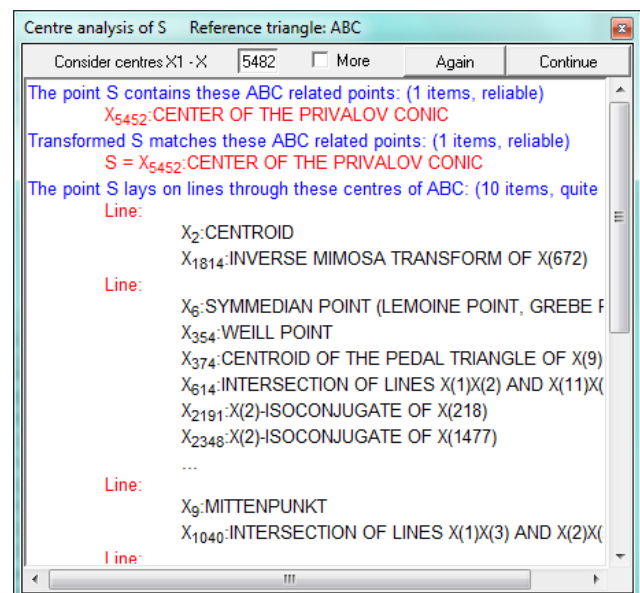 Centre analysis of S Reference triangle: ABC
Consider centres X1 - X 5482 More Again Continue
The point S contains these ABC related points: (1 items, reliable)
X5452:CENTER OF THE PRIVALOV CONIC
Transformed S matches these ABC related points: (1 items, reliable)
S = X5452:CENTER OF THE PRIVALOV CONIC
The point S lays on lines through these centres of ABC: (10 items, quite
Line:
X2:CENTROID
X1814:INVERSE MIMOSA TRANSFORM OF X(672)
Line:
X6:SYMMEDIAN POINT (LEMOINE POINT, GREBE P
X354:WEILL POINT
X374:CENTROID OF THE PEDAL TRIANGLE OF X(9)
X614:INTERSECTION OF LINES X(1)X(2) AND X(11)X(
X2191:X(2)-ISOCONJUGATE OF X(218)
X2348:X(2)-ISOCONJUGATE OF X(1477)
...
Line:
X9:MITTENPUNKT
X1040:INTERSECTION OF LINES X(1)X(3) AND X(2)X(
Line: